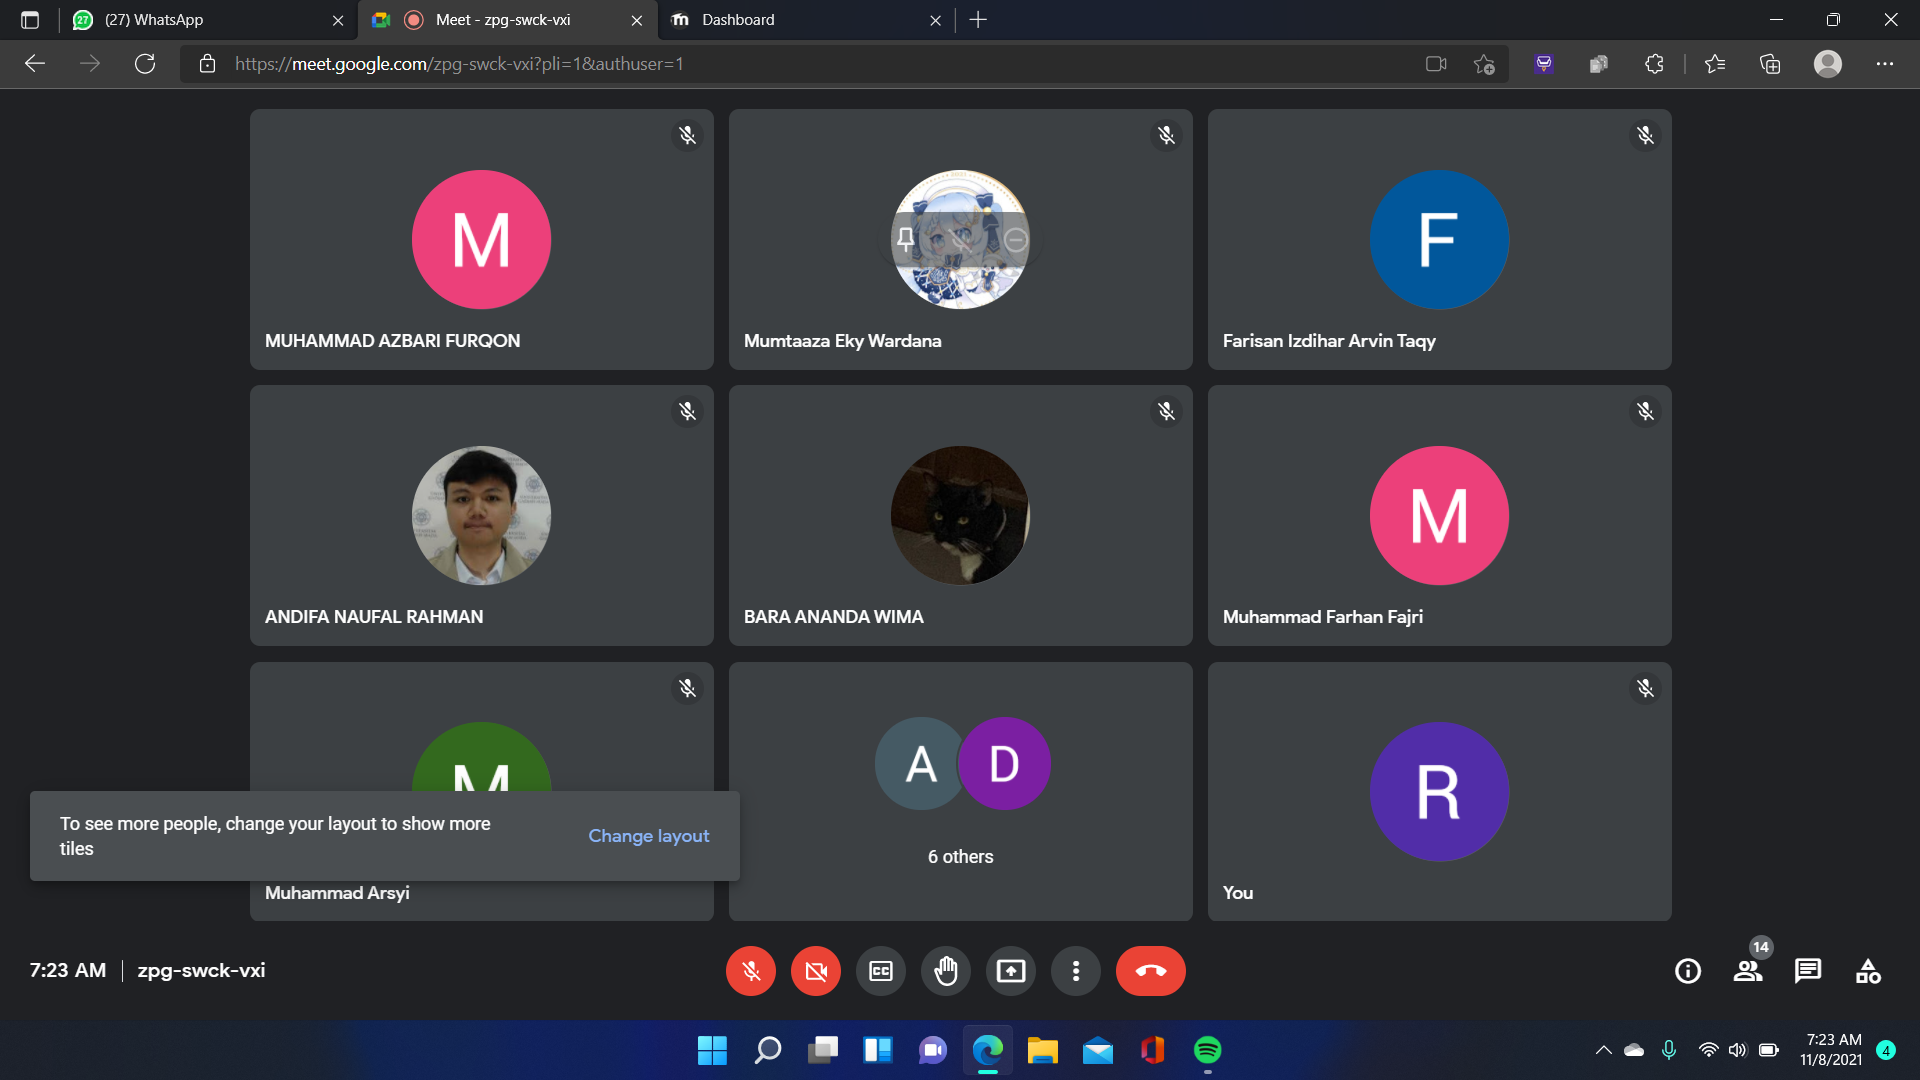 27
(27) WhatsApp
Meet - zpg-swck-vxi
Dashboard
https://meet.google.com/zpg-swck-vxi?pli=1&authuser=1
M
MUHAMMAD AZBARI FURQON
Mumtaaza Eky Wardana
F
Farisan Izdihar Arvin Taqy
ANDIFA NAUFAL RAHMAN
BARA ANANDA WIMA
M
Muhammad Farhan Fajri
M
Muhammad Arsyi
A D
6 others
R
You
To see more people, change your layout to show more
tiles
Change layout
7:23 AM | zpg-swck-vxi
CC
14
7:23 AM
11/8/2021
4